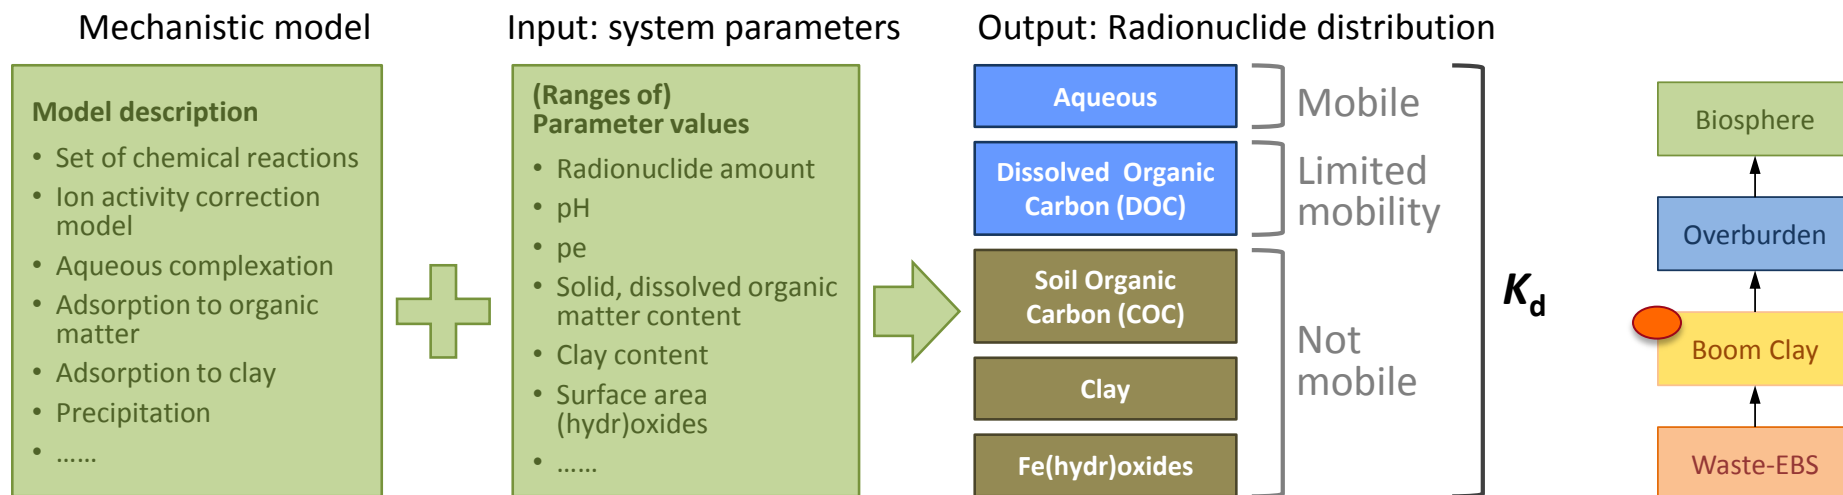 Mechanistic model
Input: system parameters
Output: Radionuclide distribution
Model description
• Set of chemical reactions
• Ion activity correction
model
• Aqueous complexation
• Adsorption to organic
matter
• Adsorption to clay
• Precipitation
• ......
(Ranges of)
Parameter values
• Radionuclide amount
• pH
• pe
• Solid, dissolved organic
matter content
• Clay content
• Surface area
(hydr)oxides
• ......
Aqueous
Dissolved Organic
Carbon (DOC)
Soil Organic
Carbon (COC)
Clay
Fe(hydr)oxides
Mobile
Limited
mobility
Not
mobile
Kd
Biosphere
Overburden
Boom Clay
Waste-EBS